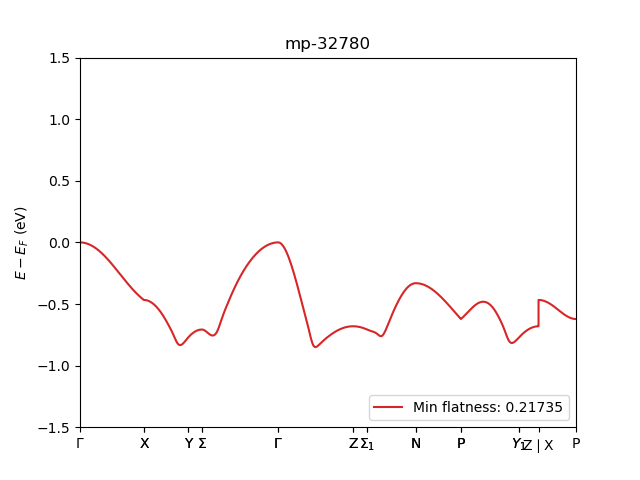 mp-32780
E − E_F (eV)
1.5
1.0
0.5
0.0
−0.5
−1.0
−1.5
Min flatness: 0.21735
Γ X Y Σ Γ Z Σ₁ N P Y₁ Z | X P